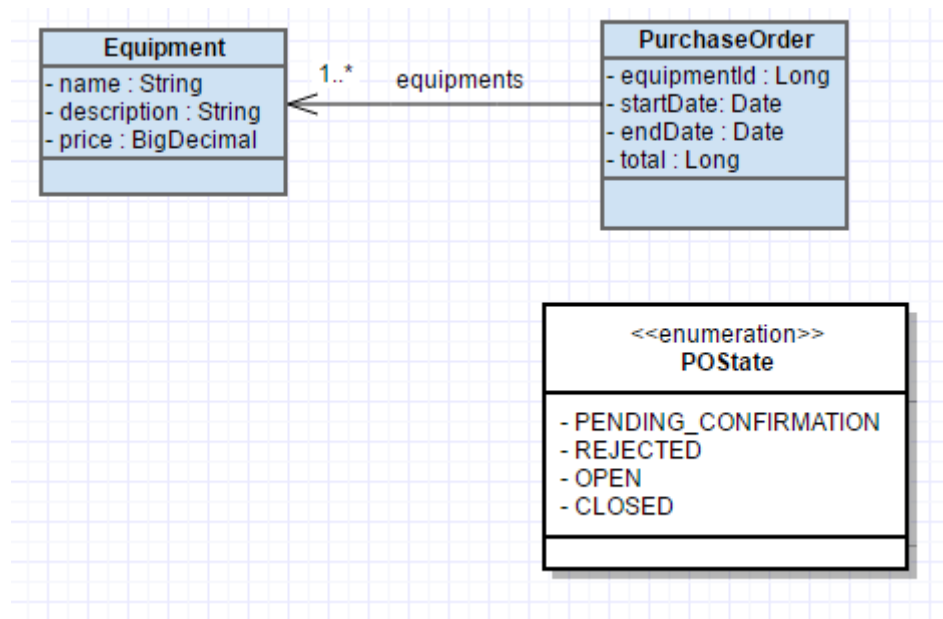 Equipment
- name : String
- description : String
- price : BigDecimal
1..*
equipments
PurchaseOrder
- equipmentId : Long
- startDate: Date
- endDate : Date
- total : Long
<<enumeration>>
POState
- PENDING_CONFIRMATION
- REJECTED
- OPEN
- CLOSED